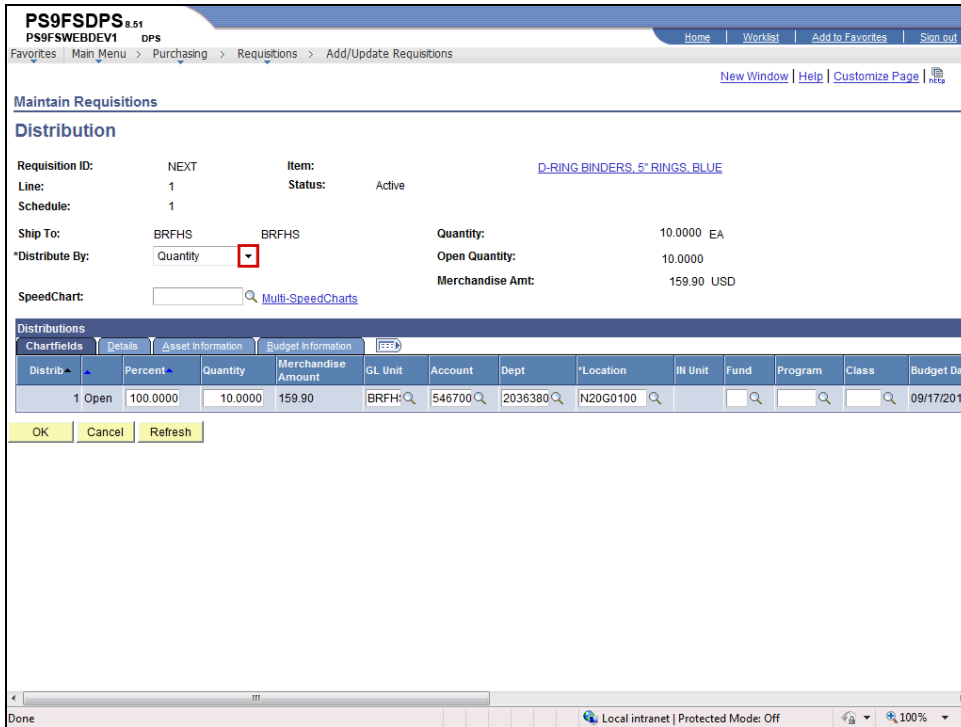 PS9FSDPS 8.51
PS9FSWEBDEV1 DPS
Home Worklist Add to Favorites Sign out
Favorites Main Menu > Purchasing > Requisitions > Add/Update Requisitions
New Window | Help | Customize Page | http
Maintain Requisitions
Distribution
Requisition ID: NEXT Item: D-RING BINDERS, 5" RINGS, BLUE
Line: 1 Status: Active
Schedule: 1
Ship To: BRFHS BRFHS Quantity: 10.0000 EA
*Distribute By: Quantity Open Quantity: 10.0000
Merchandise Amt: 159.90 USD
SpeedChart: Multi-SpeedCharts
Distributions
Chartfields Details Asset Information Budget Information
Distrib Percent Quantity Merchandise Amount GL Unit Account Dept *Location IN Unit Fund Program Class Budget Da
1 Open 100.0000 10.0000 159.90 BRFH 546700 2036380 N20G0100 09/17/201
OK Cancel Refresh
Done Local intranet | Protected Mode: Off 100%